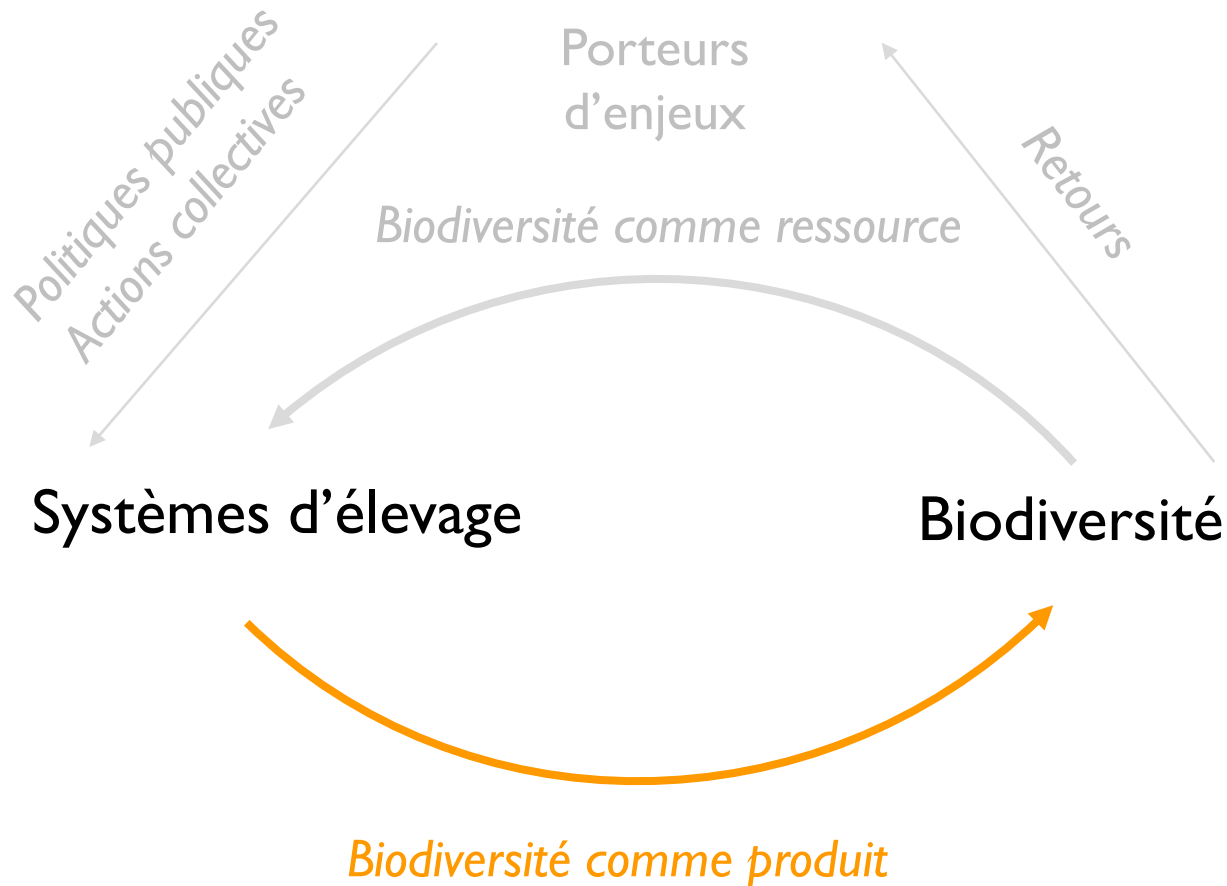 Politiques publiques
Actions collectives
Porteurs
d’enjeux
Retours
Biodiversité comme ressource
Systèmes d’élevage
Biodiversité
Biodiversité comme produit